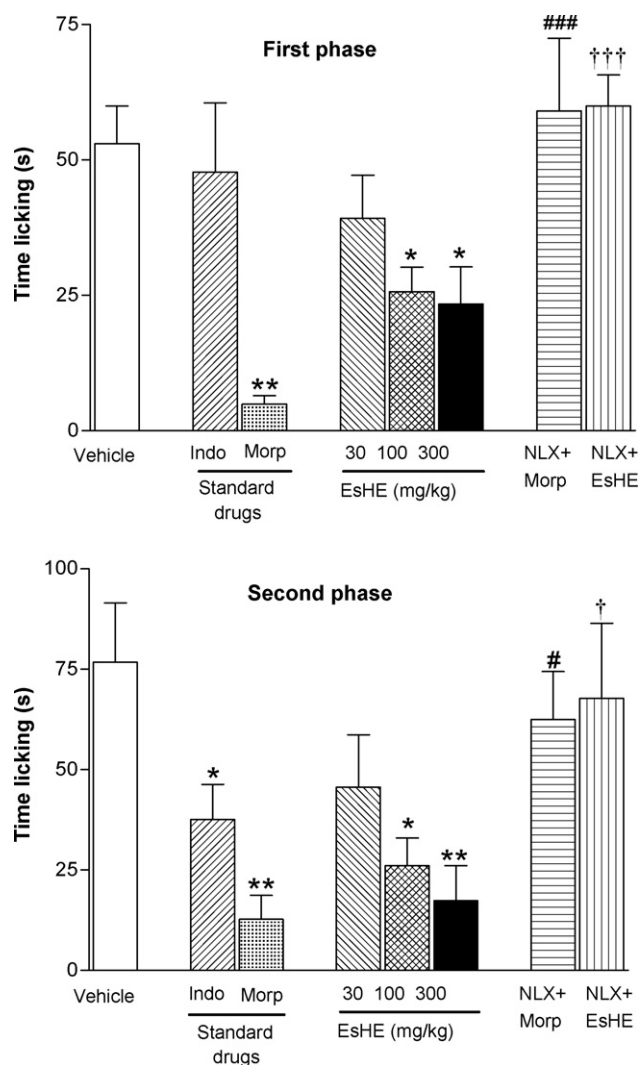 First phase
Time licking (s)
75
50
25
0
**
*
*
###
†††
Vehicle
Indo Morp
Standard
drugs
30 100 300
EsHE (mg/kg)
NLX+
Morp
NLX+
EsHE
Second phase
Time licking (s)
100
75
50
25
0
*
**
*
**
#
†
Vehicle
Indo Morp
Standard
drugs
30 100 300
EsHE (mg/kg)
NLX+
Morp
NLX+
EsHE